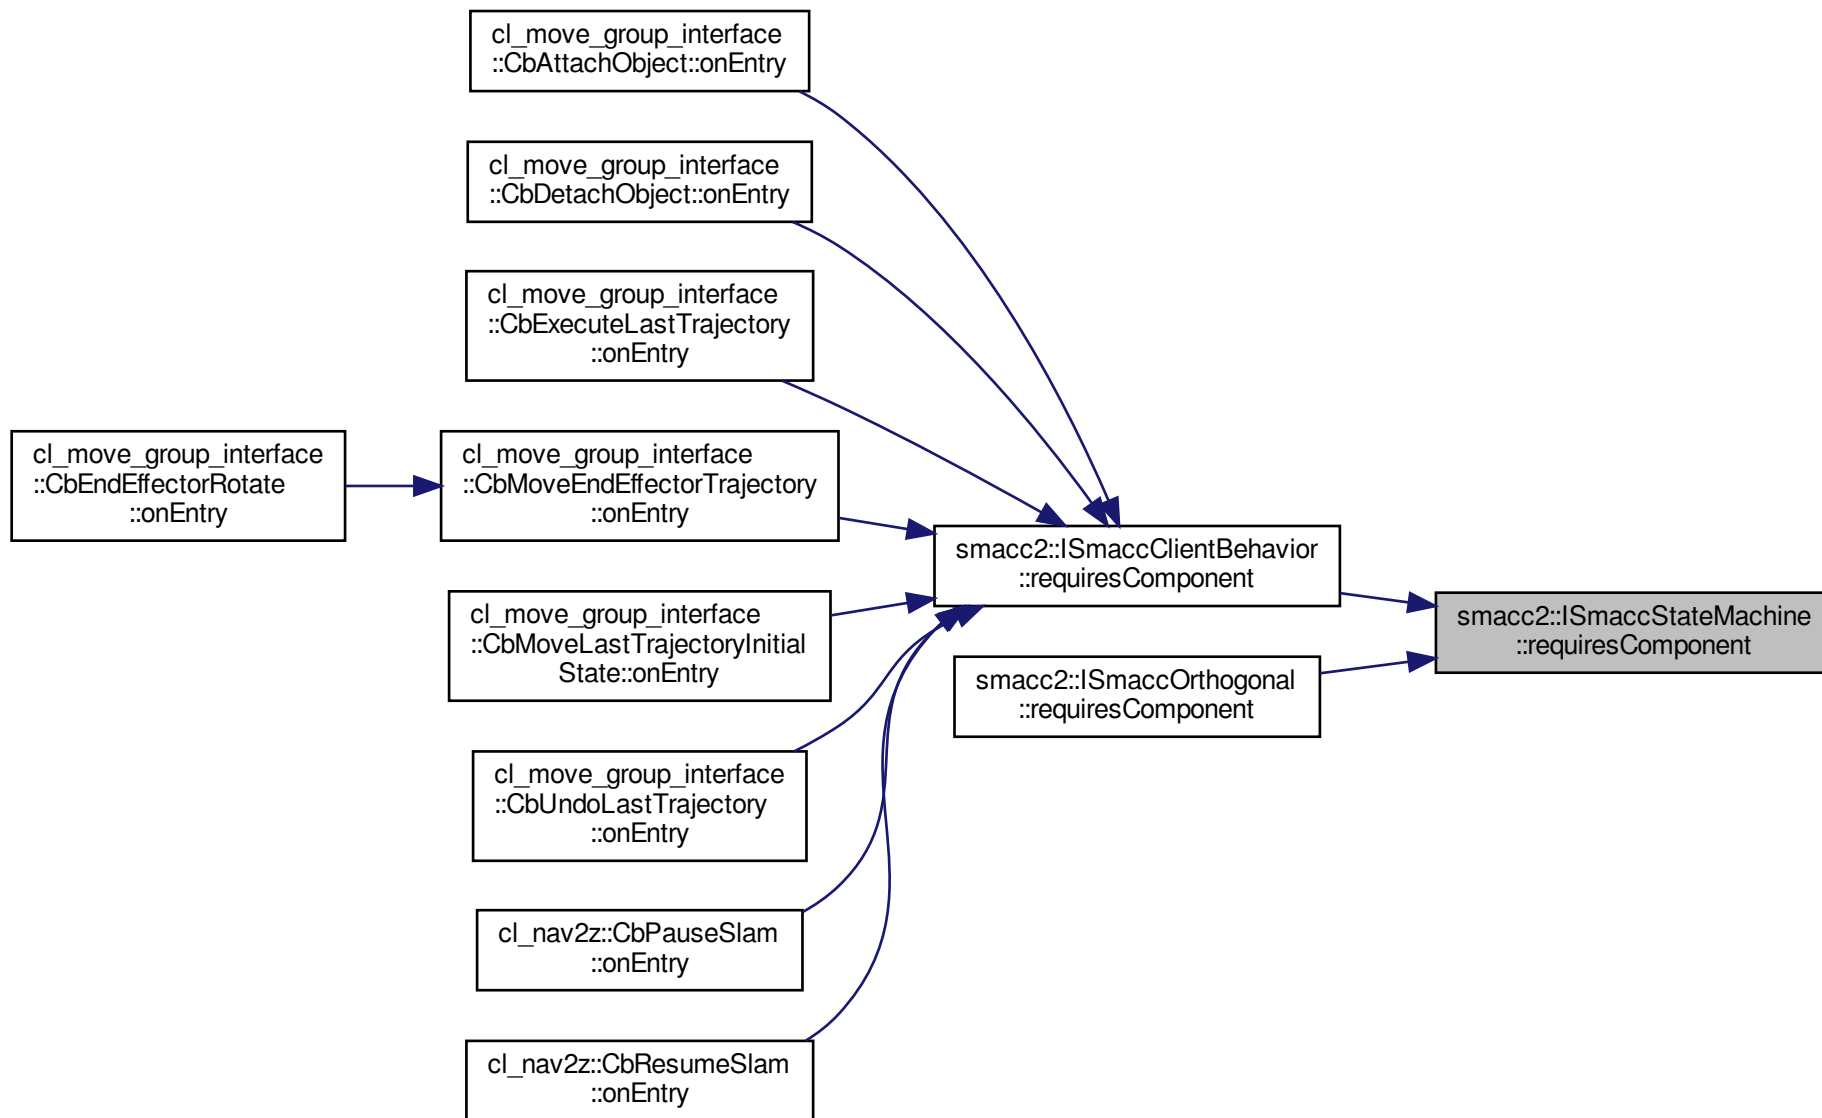 cl_move_group_interface
::CbAttachObject::onEntry
cl_move_group_interface
::CbDetachObject::onEntry
cl_move_group_interface
::CbExecuteLastTrajectory
::onEntry
cl_move_group_interface
::CbEndEffectorRotate
::onEntry
cl_move_group_interface
::CbMoveEndEffectorTrajectory
::onEntry
smacc2::ISmaccClientBehavior
::requiresComponent
smacc2::ISmaccStateMachine
::requiresComponent
cl_move_group_interface
::CbMoveLastTrajectoryInitial
State::onEntry
smacc2::ISmaccOrthogonal
::requiresComponent
cl_move_group_interface
::CbUndoLastTrajectory
::onEntry
cl_nav2z::CbPauseSlam
::onEntry
cl_nav2z::CbResumeSlam
::onEntry